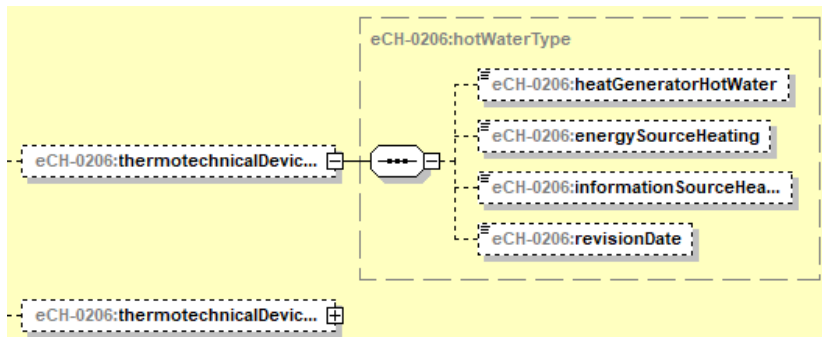 eCH-0206:hotWaterType
eCH-0206:heatGeneratorHotWater
eCH-0206:energySourceHeating
eCH-0206:thermotechnicalDevic...
eCH-0206:informationSourceHea...
eCH-0206:revisionDate
eCH-0206:thermotechnicalDevic...